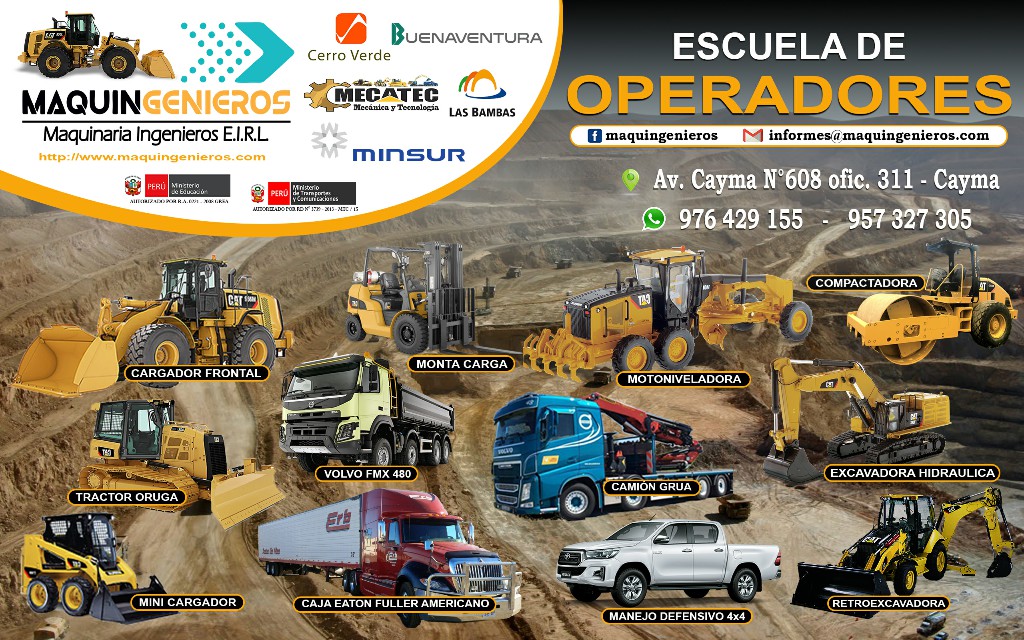 MAQUINGENIEROS
Maquinaria Ingenieros E.I.R.L
http://www.maquingenieros.com
Cerro Verde
BUENAVENTURA
MECATEC
Mecánica y Tecnología
LAS BAMBAS
MINSUR
PERÚ Ministerio de Educación
PERÚ Ministerio de Transportes y Comunicaciones
ESCUELA DE
OPERADORES
maquingenieros
informes@maquingenieros.com
Av. Cayma N°608 ofic. 311 - Cayma
976 429 155 - 957 327 305
CAT
CARGADOR FRONTAL
MONTA CARGA
MOTONIVELADORA
COMPACTADORA
TRACTOR ORUGA
VOLVO FMX 480
CAMIÓN GRUA
EXCAVADORA HIDRAULICA
MINI CARGADOR
Erb
CAJA EATON FULLER AMERICANO
MANEJO DEFENSIVO 4x4
CAT
RETROEXCAVADORA